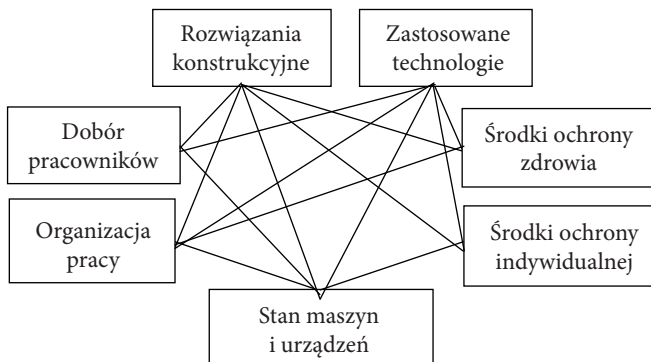 Rozwiązania
konstrukcyjne
Zastosowane
technologie
Dobór
pracowników
Środki ochrony
zdrowia
Organizacja
pracy
Środki ochrony
indywidualnej
Stan maszyn
i urządzeń